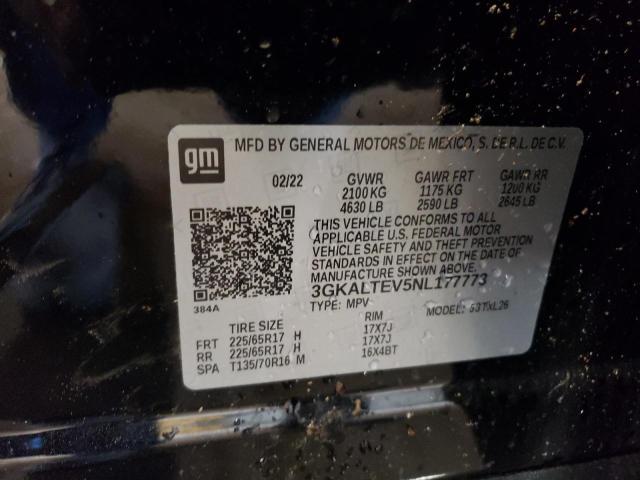 gm
MFD BY GENERAL MOTORS DE MEXICO, S. DE R.L. DE C.V.
02/22 GVWR GAWR FRT GAWR RR
2100 KG 1175 KG 1200 KG
4630 LB 2590 LB 2645 LB
THIS VEHICLE CONFORMS TO ALL
APPLICABLE U.S. FEDERAL MOTOR
VEHICLE SAFETY AND THEFT PREVENTION
STANDARDS IN EFFECT ON THE DATE OF
MANUFACTURE SHOWN ABOVE.
3GKALTEV5NL177773
384A
TYPE: MPV MODEL: 63TXL26
TIRE SIZE RIM
FRT 225/65R17 H 17X7J
RR 225/65R17 H 17X7J
SPA T135/70R16 M 16X4BT